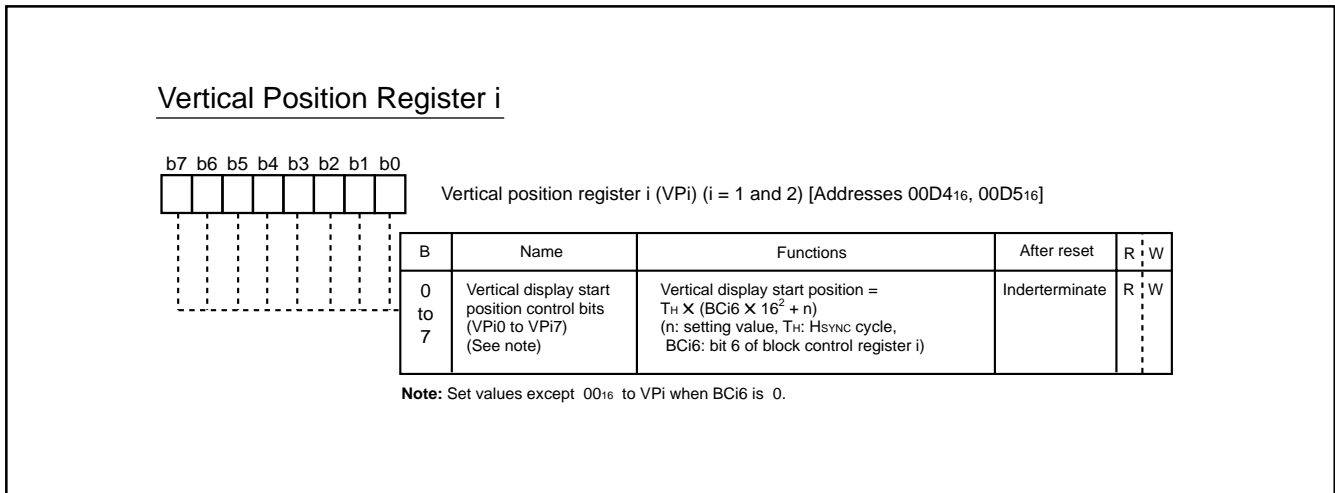 Vertical Position Register i
b7 b6 b5 b4 b3 b2 b1 b0
Vertical position register i (VPi) (i = 1 and 2) [Addresses 00D4₁₆, 00D5₁₆]
B Name Functions After reset R W
0 to 7
Vertical display start
position control bits
(VPi0 to VPi7)
(See note)
Vertical display start position =
TH X (BCi6 X 16² + n)
(n: setting value, TH: HSYNC cycle,
BCi6: bit 6 of block control register i)
Inderterminate R W
Note: Set values except 00₁₆ to VPi when BCi6 is 0.